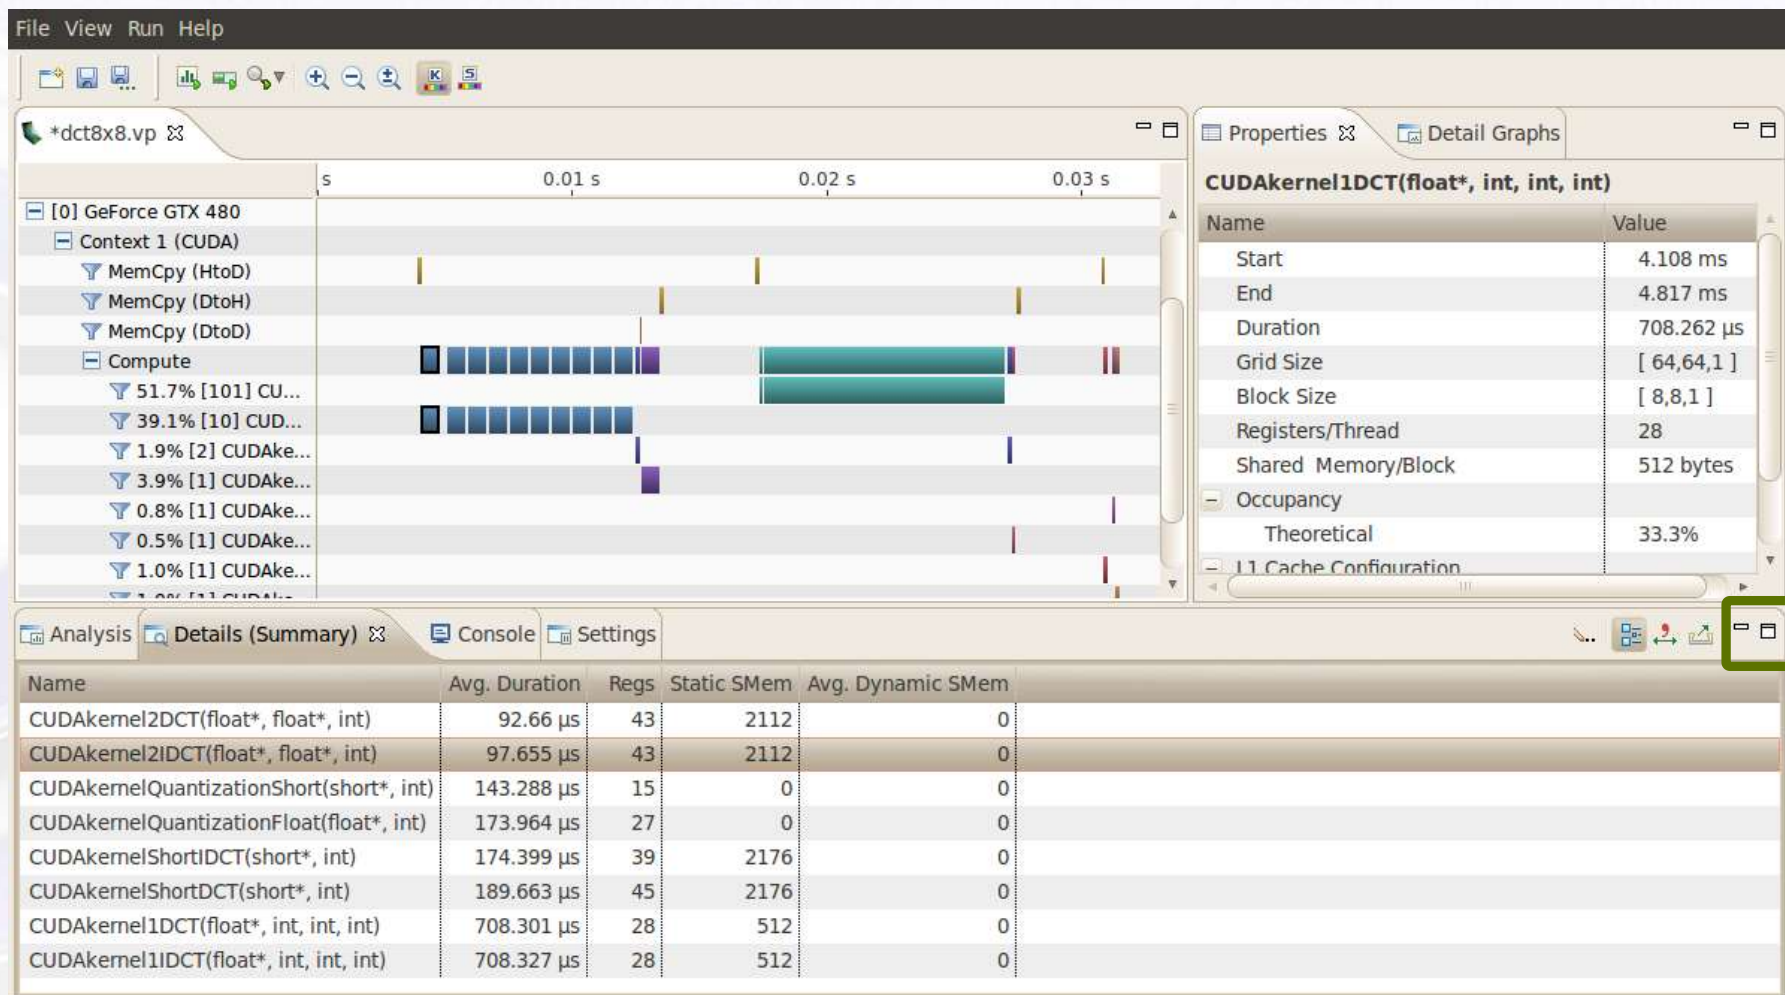 File View Run Help
K S
*dct8x8.vp
Properties Detail Graphs
s 0.01 s 0.02 s 0.03 s
CUDAkernel1DCT(float*, int, int, int)
[0] GeForce GTX 480
Name Value
Context 1 (CUDA)
Start 4.108 ms
MemCpy (HtoD)
End 4.817 ms
MemCpy (DtoH)
Duration 708.262 µs
MemCpy (DtoD)
Grid Size [ 64,64,1 ]
Compute
Block Size [ 8,8,1 ]
51.7% [101] CU...
Registers/Thread 28
39.1% [10] CUD...
Shared Memory/Block 512 bytes
1.9% [2] CUDAke...
Occupancy
3.9% [1] CUDAke...
Theoretical 33.3%
0.8% [1] CUDAke...
L1 Cache Configuration
0.5% [1] CUDAke...
1.0% [1] CUDAke...
Analysis Details (Summary) Console Settings
Name Avg. Duration Regs Static SMem Avg. Dynamic SMem
CUDAkernel2DCT(float*, float*, int) 92.66 µs 43 2112 0
CUDAkernel2IDCT(float*, float*, int) 97.655 µs 43 2112 0
CUDAkernelQuantizationShort(short*, int) 143.288 µs 15 0 0
CUDAkernelQuantizationFloat(float*, int) 173.964 µs 27 0 0
CUDAkernelShortIDCT(short*, int) 174.399 µs 39 2176 0
CUDAkernelShortDCT(short*, int) 189.663 µs 45 2176 0
CUDAkernel1DCT(float*, int, int, int) 708.301 µs 28 512 0
CUDAkernel1IDCT(float*, int, int, int) 708.327 µs 28 512 0